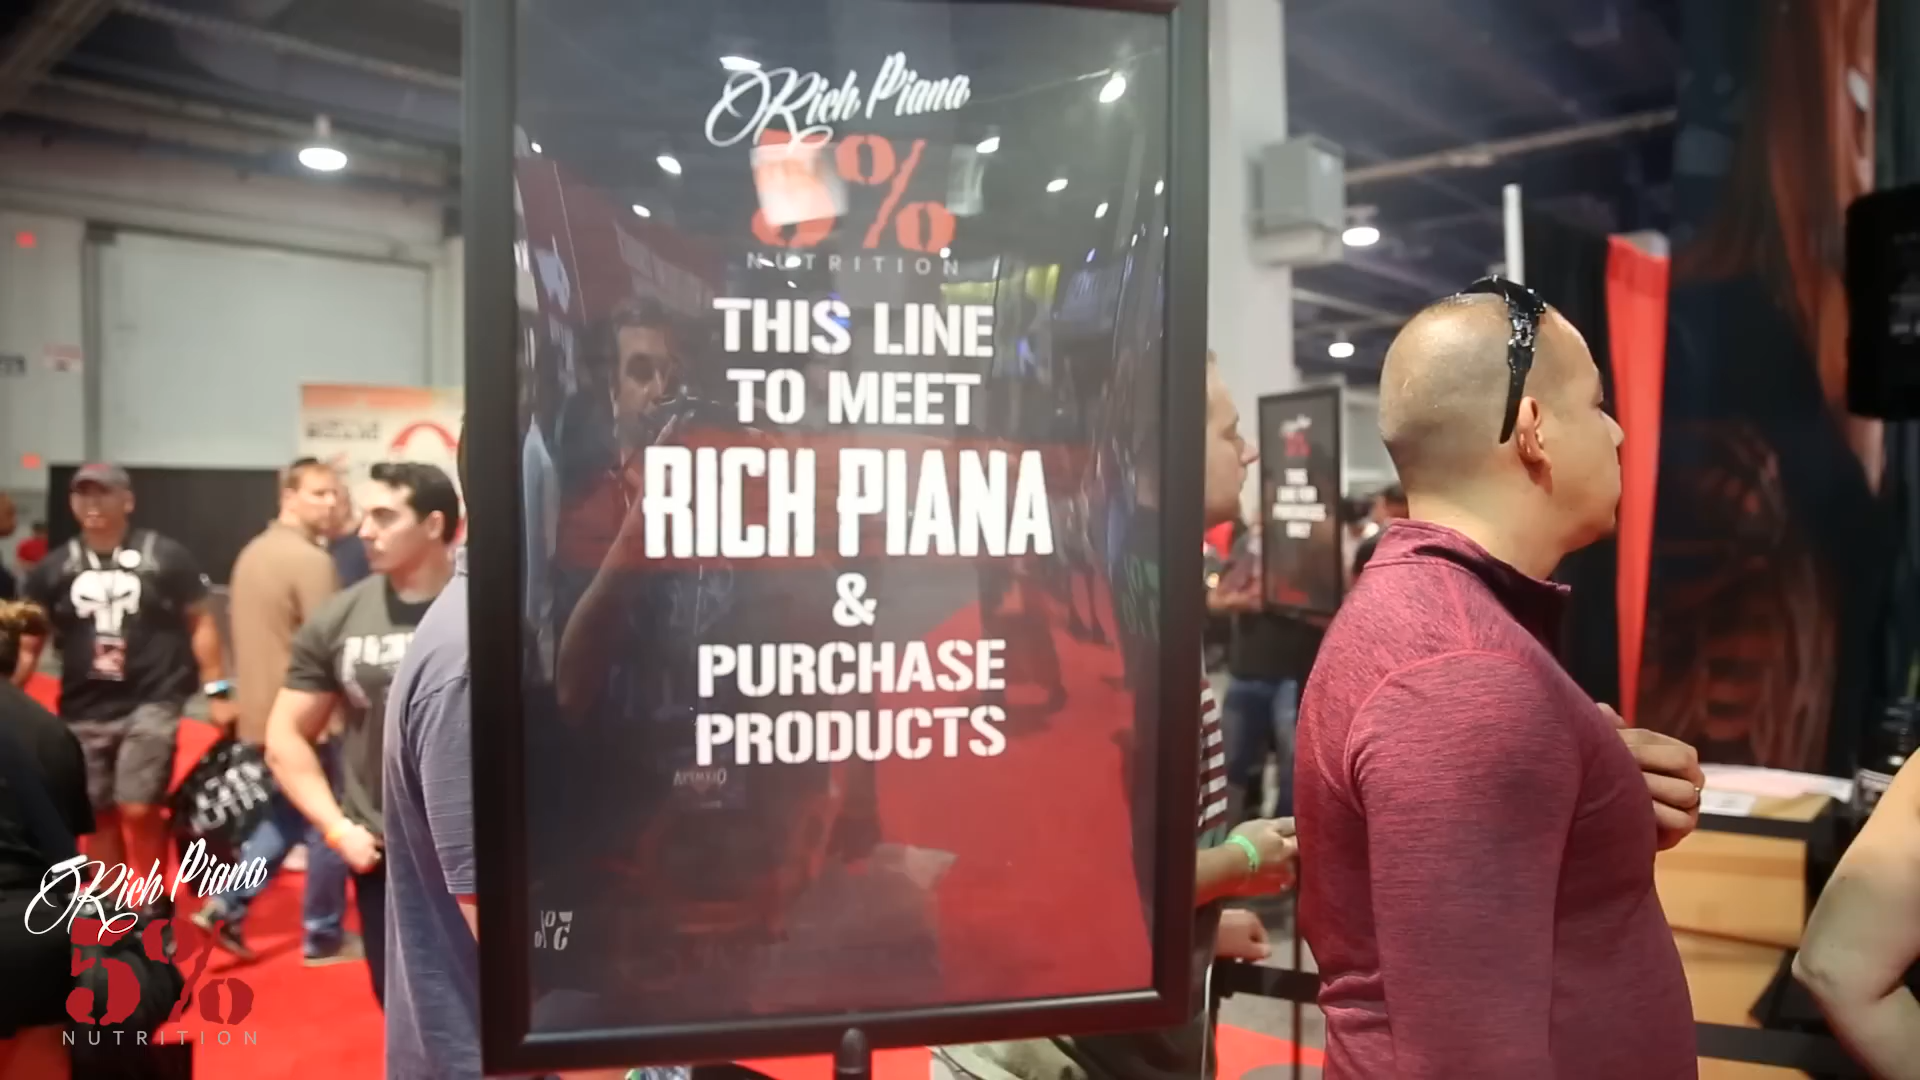 Rich Piana
5%
NUTRITION
THIS LINE
TO MEET
RICH PIANA
&
PURCHASE
PRODUCTS
Rich Piana
5%
NUTRITION